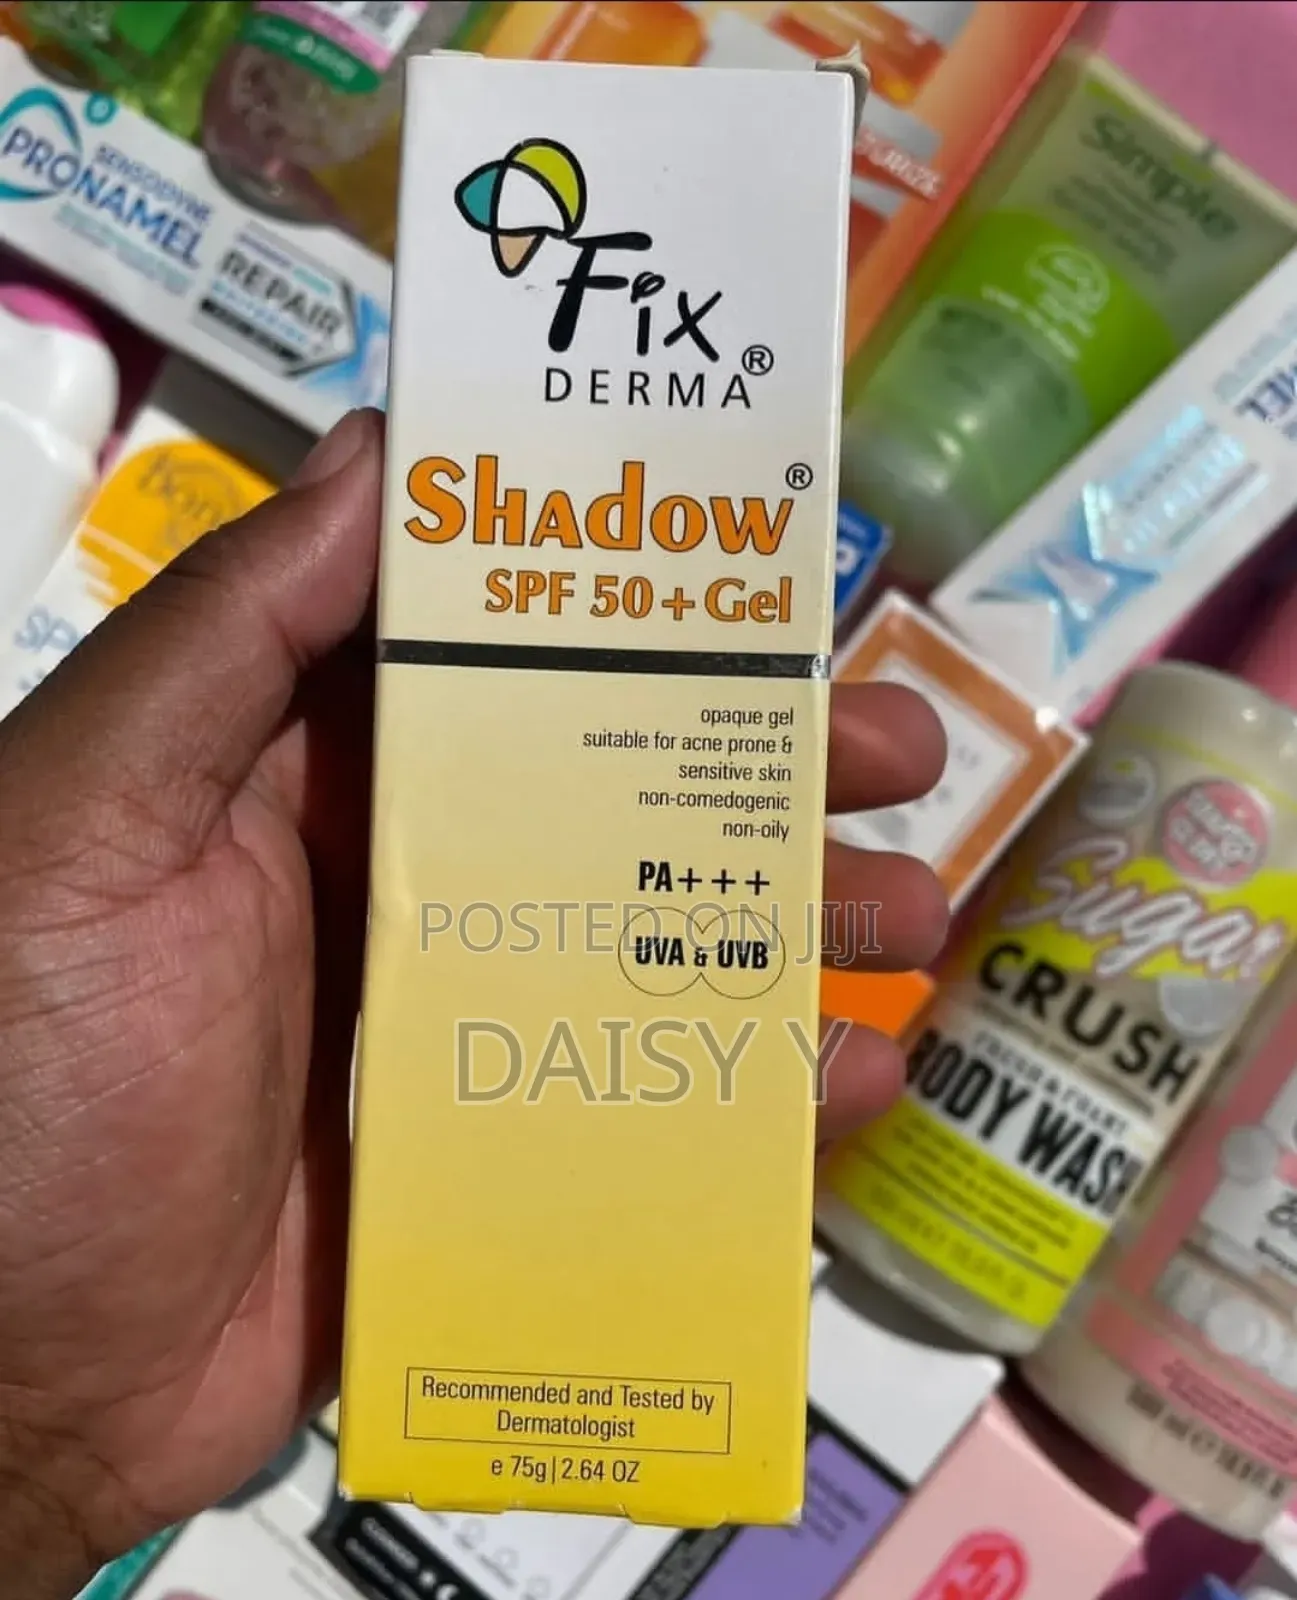 Fix
DERMA®
SHAdow®
SPF 50+Gel
opaque gel
suitable for acne prone &
sensitive skin
non-comedogenic
non-oily
PA+++
UVA & UVB
POSTED ON JIJI
DAISY Y
Recommended and Tested by
Dermatologist
e 75g|2.64 OZ
SENSODYNE
PRONAMEL
REPAIR
Simple
Sugar
CRUSH
BODY WASH